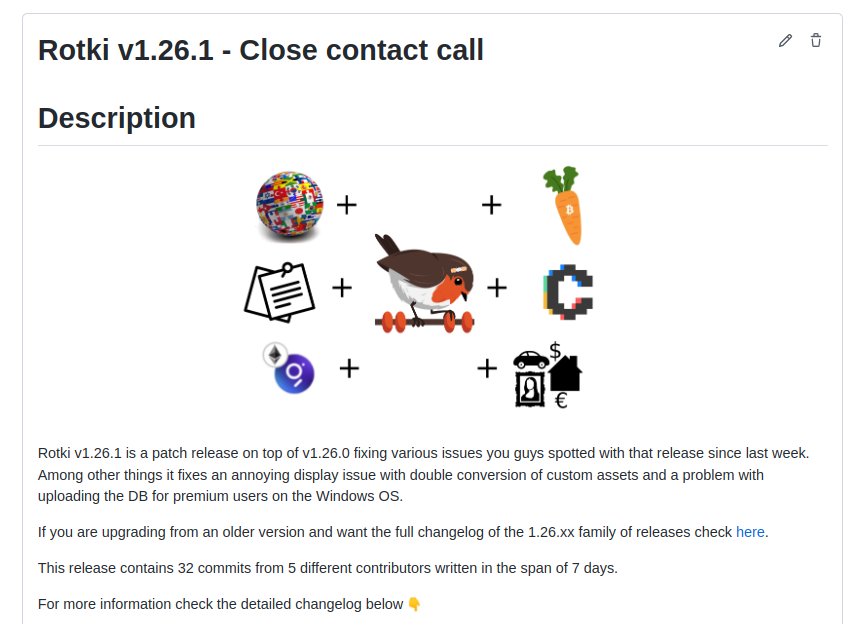 Rotki v1.26.1 - Close contact call
Description
+ +
+ +
$
+ +
€
Rotki v1.26.1 is a patch release on top of v1.26.0 fixing various issues you guys spotted with that release since last week.
Among other things it fixes an annoying display issue with double conversion of custom assets and a problem with
uploading the DB for premium users on the Windows OS.
If you are upgrading from an older version and want the full changelog of the 1.26.xx family of releases check here.
This release contains 32 commits from 5 different contributors written in the span of 7 days.
For more information check the detailed changelog below 👇